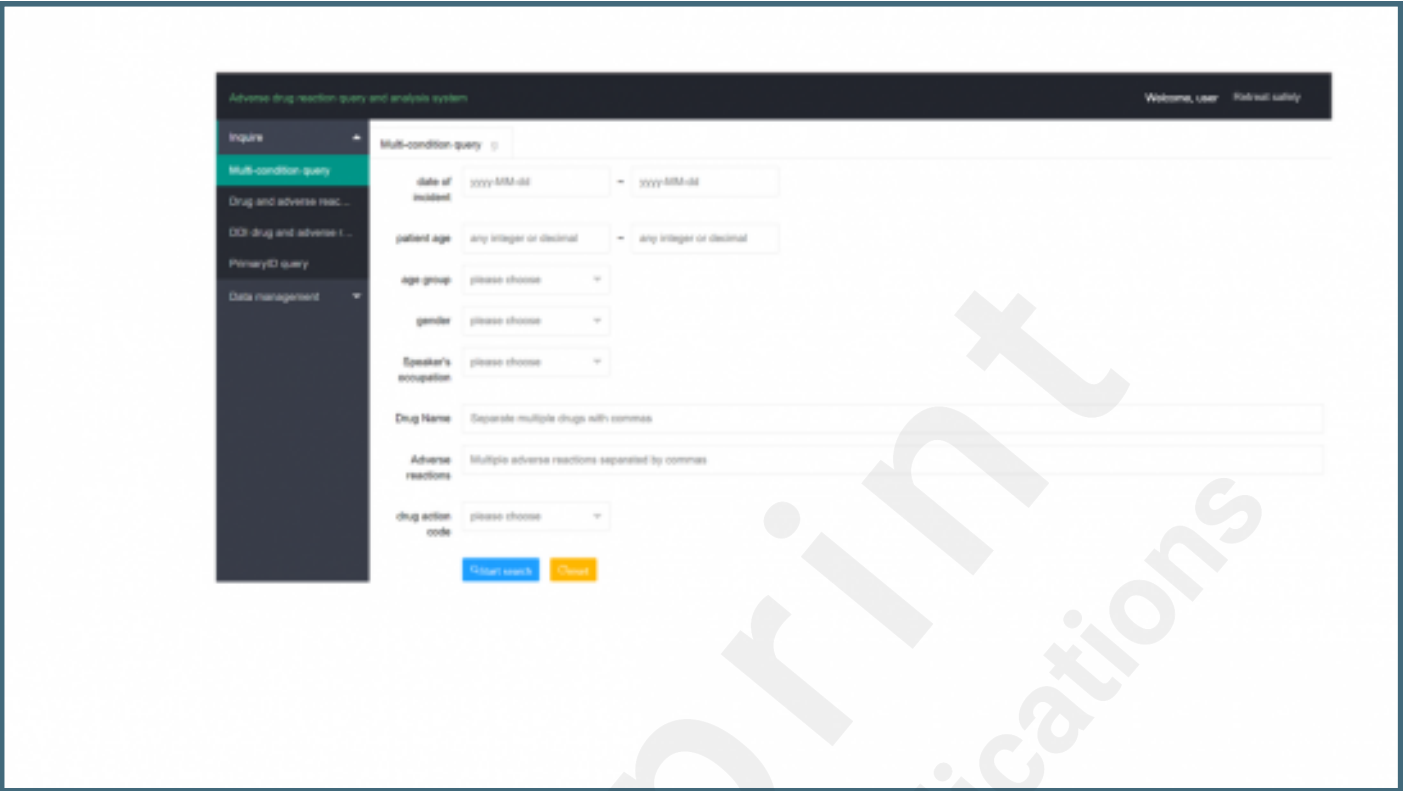 Adverse drug reaction query and analysis system
Welcome, user Retreat safely
Inquire
Multi-condition query
Multi-condition query
Drug and adverse reac...
DDI drug and adverse r...
PrimaryID query
Data management
date of
incident
yyyy-MM-dd – yyyy-MM-dd
patient age any integer or decimal – any integer or decimal
age group please choose
gender please choose
Speaker's
occupation
please choose
Drug Name Separate multiple drugs with commas
Adverse
reactions
Multiple adverse reactions separated by commas
drug action
code
please choose
Start search
print
ications